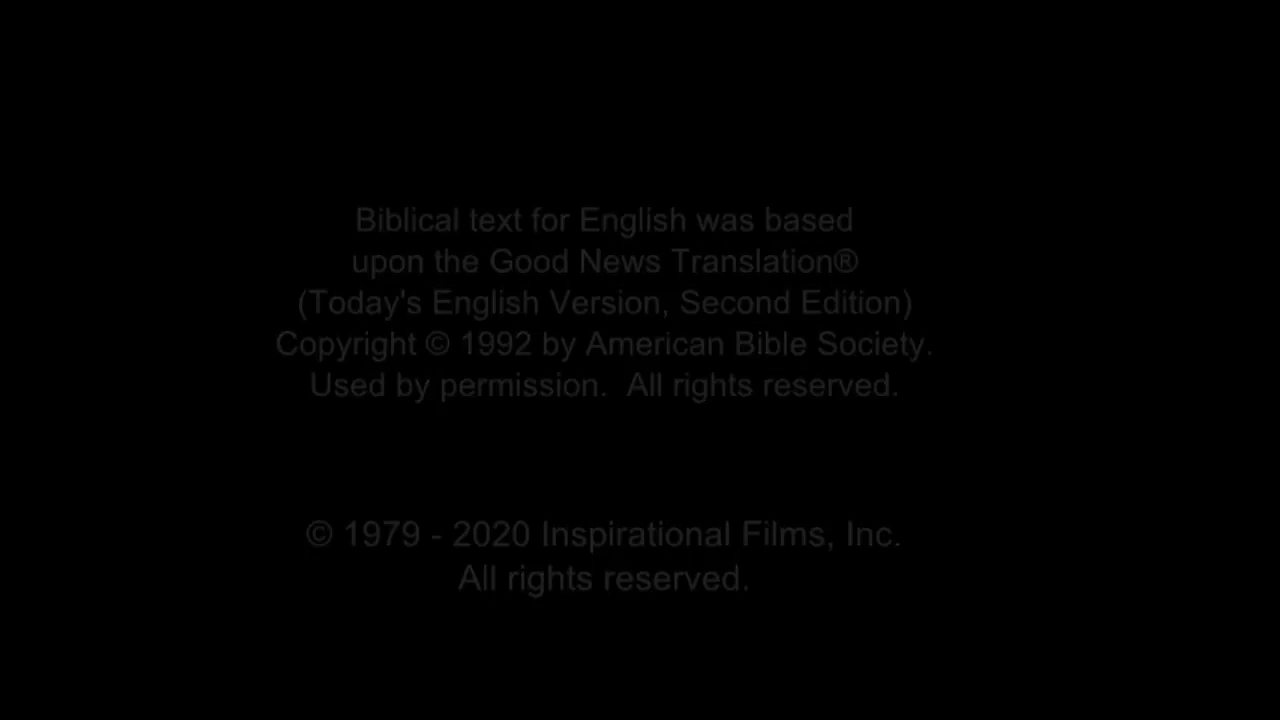 Biblical text for English was based
upon the Good News Translation®
(Today's English Version, Second Edition)
Copyright © 1992 by American Bible Society.
Used by permission.  All rights reserved.
© 1979 - 2020 Inspirational Films, Inc.
All rights reserved.